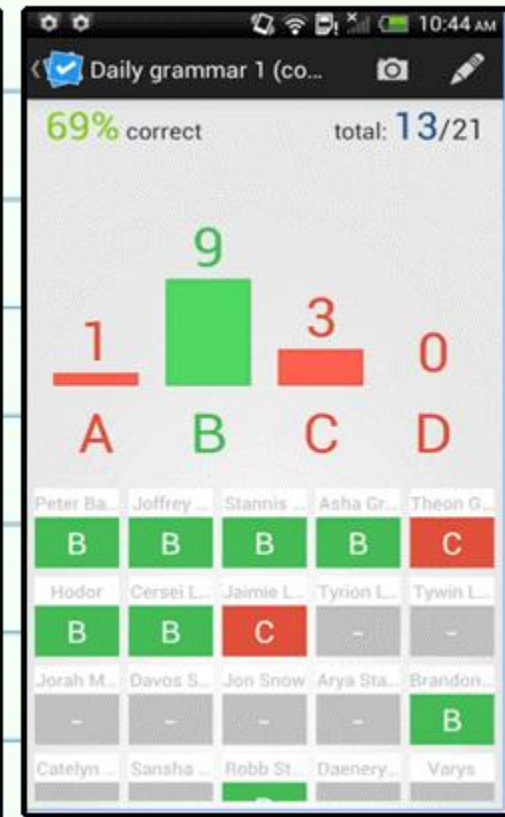 10:44 AM
Daily grammar 1 (co...
69% correct total: 13/21
9
1 3 0
A B C D
Peter Ba... Joffrey ... Stannis ... Asha Gr... Theon G...
B B B B C
Hodor Cersei L... Jaimie L... Tyrion L... Tywin L...
B B C - -
Jorah M... Davos S... Jon Snow Arya Sta... Brandon...
- - - - B
Catelyn ... Sansha ... Robb St... Daenery... Varys